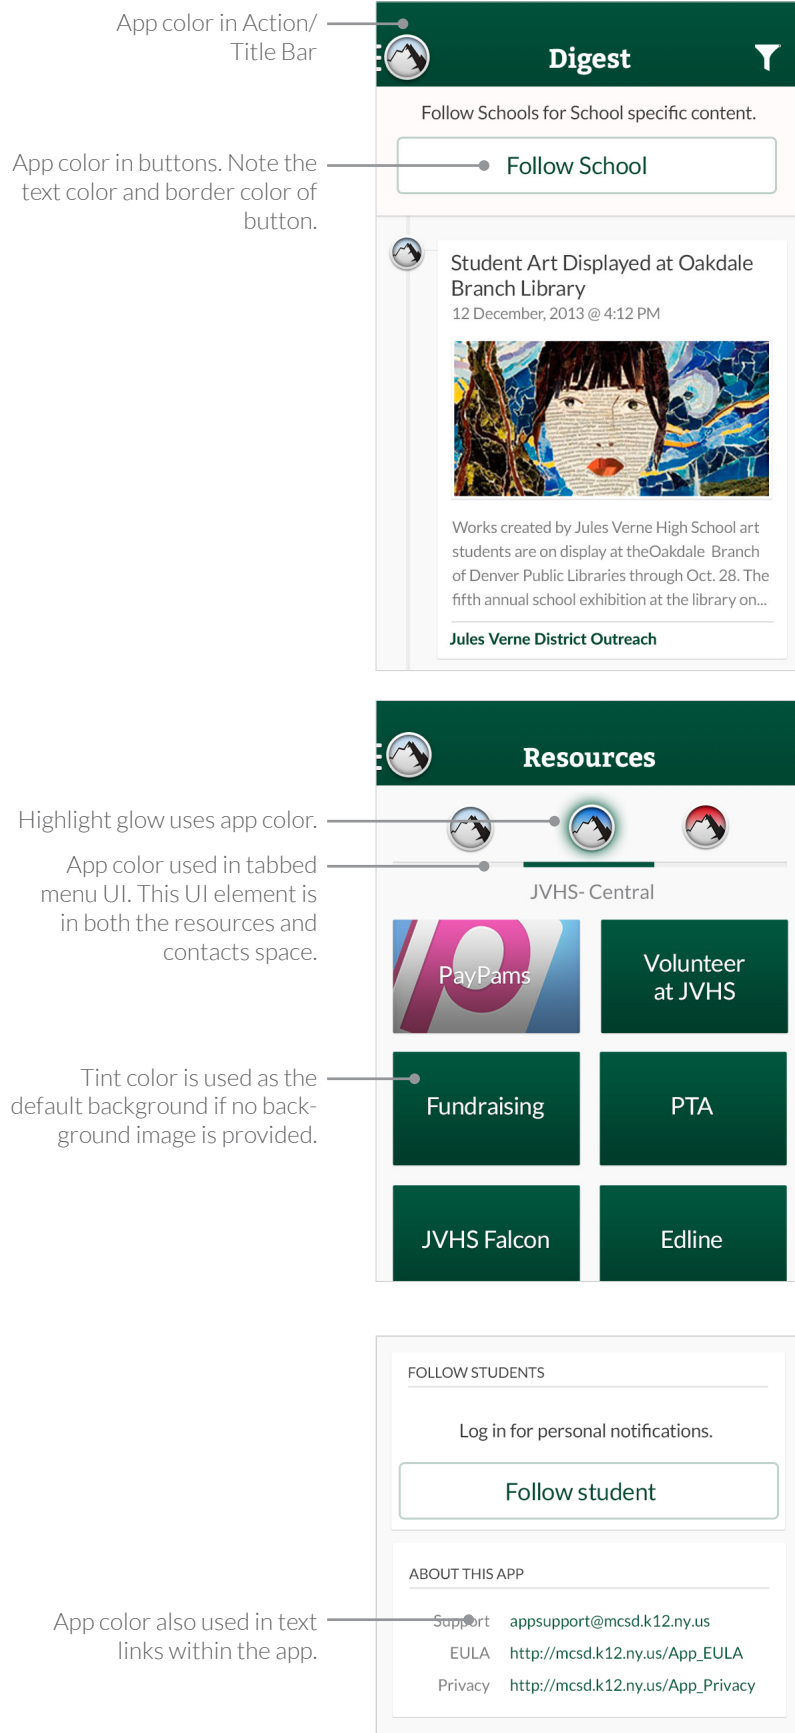 App color in Action/
Title Bar
Digest
Follow Schools for School specific content.
App color in buttons. Note the
text color and border color of
button.
Follow School
Student Art Displayed at Oakdale
Branch Library
12 December, 2013 @ 4:12 PM
Works created by Jules Verne High School art
students are on display at theOakdale Branch
of Denver Public Libraries through Oct. 28. The
fifth annual school exhibition at the library on...
Jules Verne District Outreach
Resources
Highlight glow uses app color.
App color used in tabbed
menu UI. This UI element is
in both the resources and
contacts space.
JVHS- Central
PayPams
Volunteer
at JVHS
Tint color is used as the
default background if no back-
ground image is provided.
Fundraising
PTA
JVHS Falcon
Edline
FOLLOW STUDENTS
Log in for personal notifications.
Follow student
ABOUT THIS APP
App color also used in text
links within the app.
Support appsupport@mcsd.k12.ny.us
EULA http://mcsd.k12.ny.us/App_EULA
Privacy http://mcsd.k12.ny.us/App_Privacy